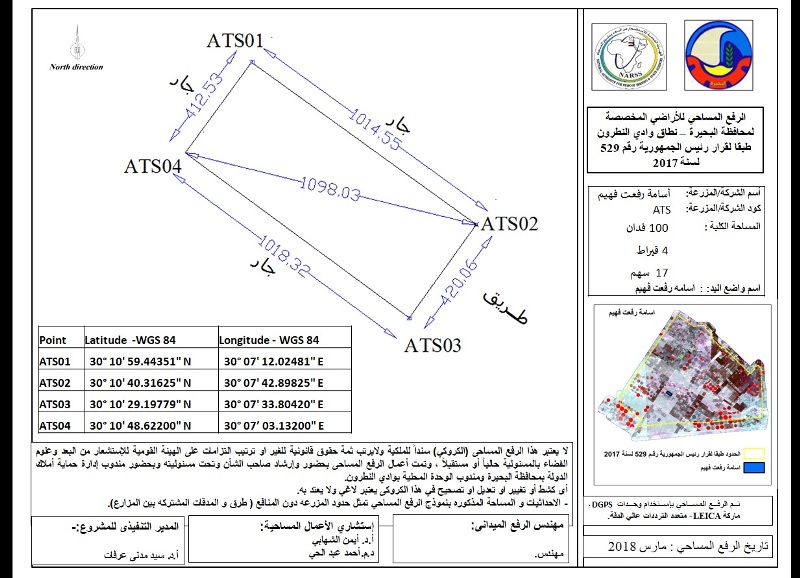 North direction
ATS01
جار
412.53
1014.55
جار
ATS04
1098.03
ATS02
1018.32
جار
420.06
طريق
ATS03
Point Latitude -WGS 84 Longitude - WGS 84
ATS01 30° 10' 59.44351" N 30° 07' 12.02481" E
ATS02 30° 10' 40.31625" N 30° 07' 42.89825" E
ATS03 30° 10' 29.19779" N 30° 07' 33.80420" E
ATS04 30° 10' 48.62200" N 30° 07' 03.13200" E
لا يعتبر هذا الرفع المساحي (الكروكي) سنداً للملكية ولايرتب ثمة حقوق قانونية للغير او ترتيب التزامات على الهيئة القومية للإستشعار من البعد وعلوم
الفضاء بالمسئولية حالياً أو مستقبلاً ، وتمت أعمال الرفع المساحى بحضور وإرشاد صاحب الشأن وتحت مسئوليته وبحضور مندوب إدارة حماية أملاك
الدولة بمحافظة البحيرة ومندوب الوحدة المحلية بوادي النطرون.
أى كشط أو تغيير او تعديل او تصحيح في هذا الكروكى يعتبر لاغي ولا يعتد به.
- الاحداثيات و المساحة المذكوره بنموذج الرفع المساحي تمثل حدود المزرعه دون المنافع ( طرق و المدقات المشتركه بين المزارع).
مهندس الرفع الميدانى:
مهندس.
إستشاري الأعمال المساحية:
أ.د. أيمن الشهابي
د.م.أحمد عبد الحي
المدير التنفيذى للمشروع:-
أ.د. سيد مدنى عرفات
NARSS
الرفع المساحي للأراضي المخصصة
لمحافظة البحيرة – نطاق وادي النطرون
طبقا لقرار رئيس الجمهورية رقم 529
لسنة 2017
اسم الشركة/المزرعة: أسامة رفعت فهيم
كود الشركة/المزرعة: ATS
المساحة الكلية : 100 فدان
4 قيراط
17 سهم
اسم واضع اليد: : اسامه رفعت فهيم
اسامة رفعت فهيم
الحدود طبقا لقرار رئيس الجمهورية رقم 529 لسنة 2017
اسامة رفعت فهيم
تم الرفع المساحي بإستخدام وحدات DGPS -
ماركة LEICA - متعدد الترددات عالي الدقة.
تاريخ الرفع المساحي : مارس 2018